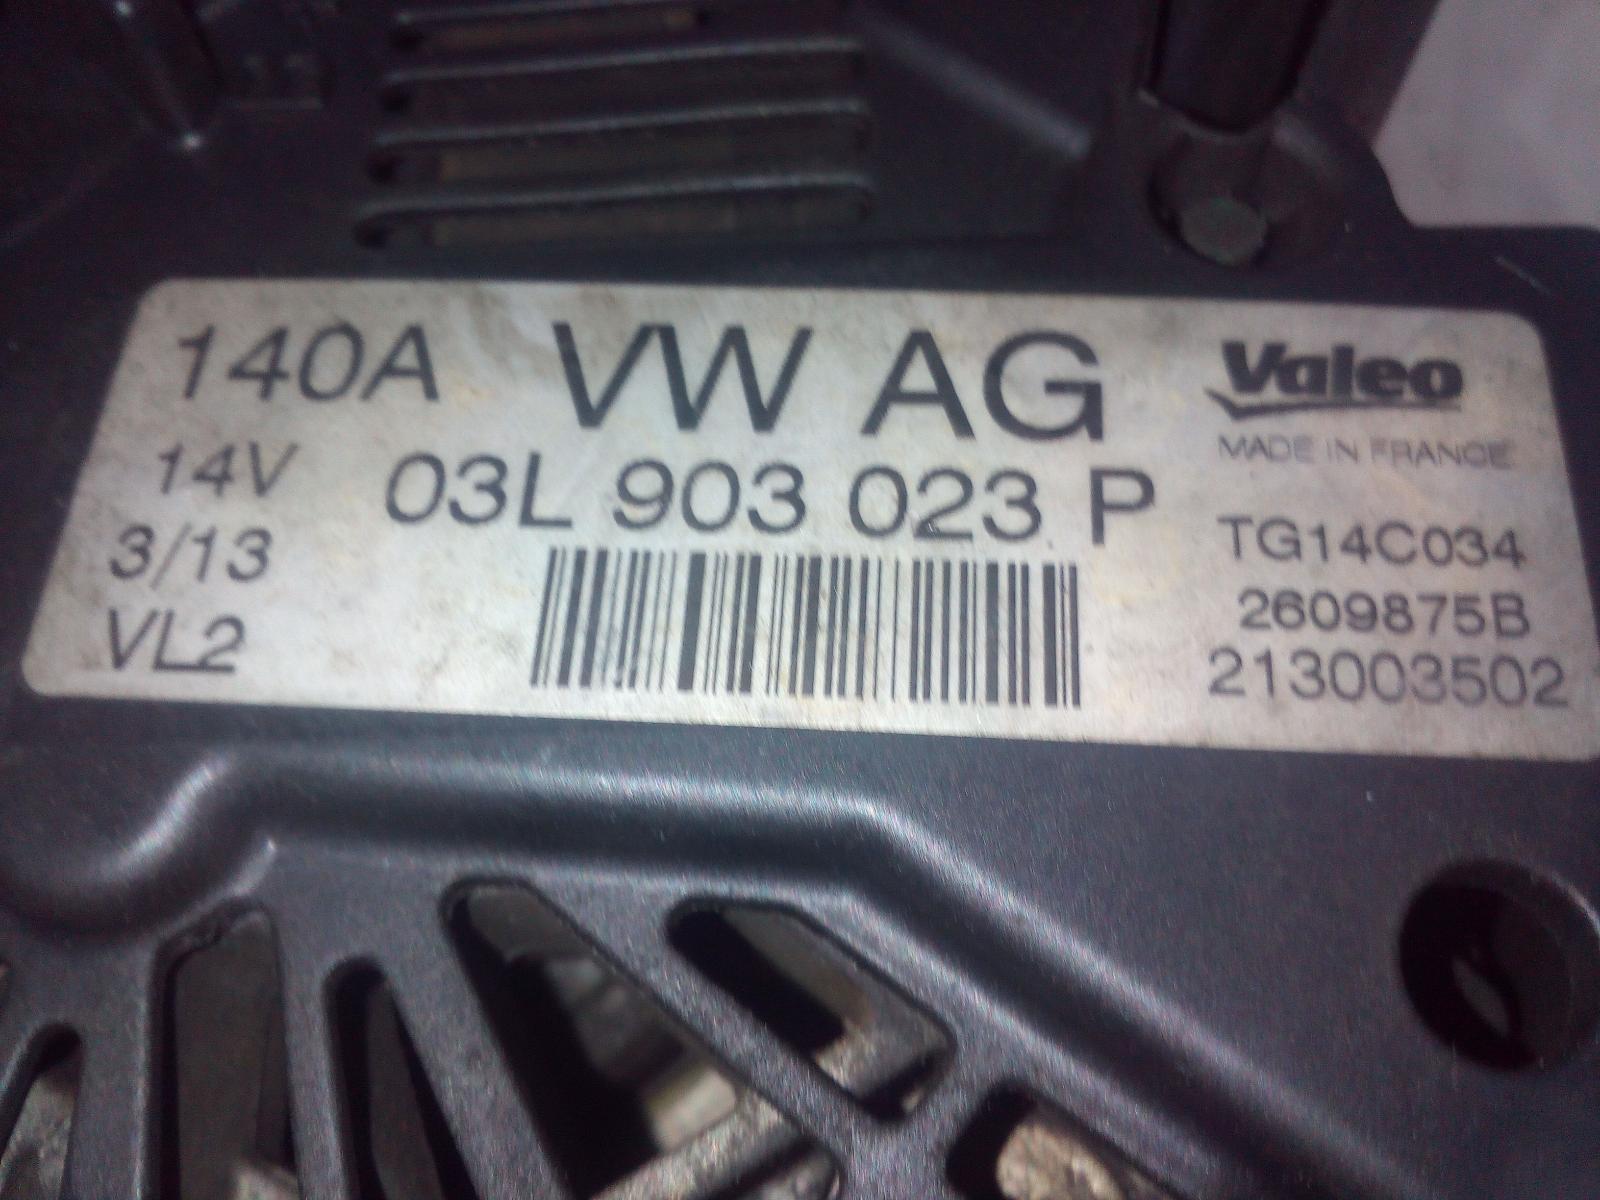 140A VW AG Valeo
MADE IN FRANCE
14V 03L 903 023 P
TG14C034
3/13
2609875B
VL2
213003502